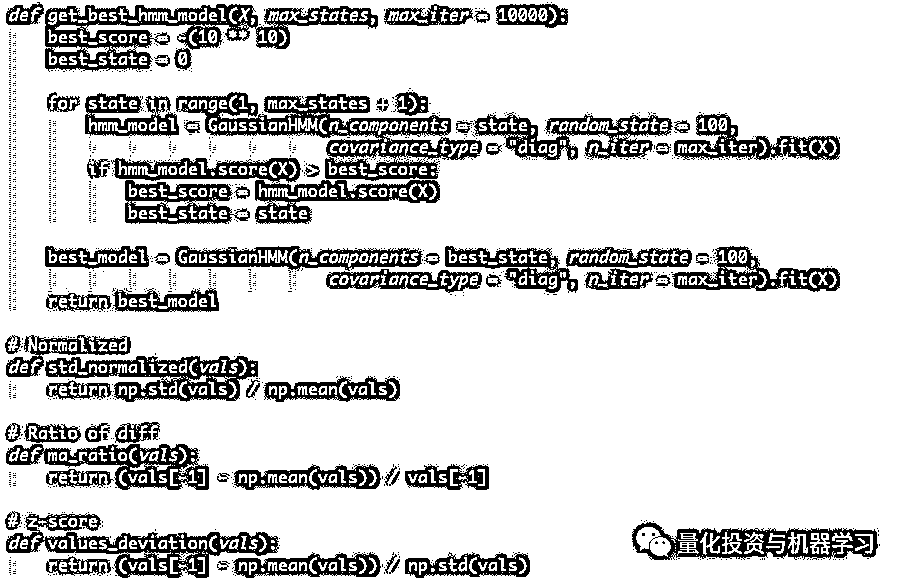 def get_best_hmm_model(X, max_states, max_iter = 10000):
    best_score = -(10 ** 10)
    best_state = 0

    for state in range(1, max_states + 1):
        hmm_model = GaussianHMM(n_components = state, random_state = 100,
                                covariance_type = "diag", n_iter = max_iter).fit(X)
        if hmm_model.score(X) > best_score:
            best_score = hmm_model.score(X)
            best_state = state

    best_model = GaussianHMM(n_components = best_state, random_state = 100,
                                covariance_type = "diag", n_iter = max_iter).fit(X)
    return best_model

# Normalized
def std_normalized(vals):
    return np.std(vals) / np.mean(vals)

# Ratio of diff
def ma_ratio(vals):
    return (vals[-1] - np.mean(vals)) / vals[-1]

# z-score
def values_deviation(vals):
    return (vals[-1] - np.mean(vals)) / np.std(vals)
量化投资与机器学习